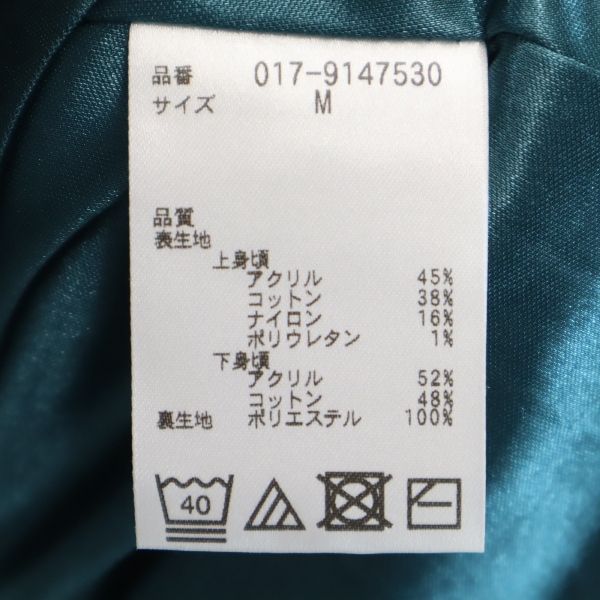 品番 017-9147530
サイズ M
品質
表生地
上身頃
アクリル 45%
コットン 38%
ナイロン 16%
ポリウレタン 1%
下身頃
アクリル 52%
コットン 48%
裏生地 ポリエステル 100%
40